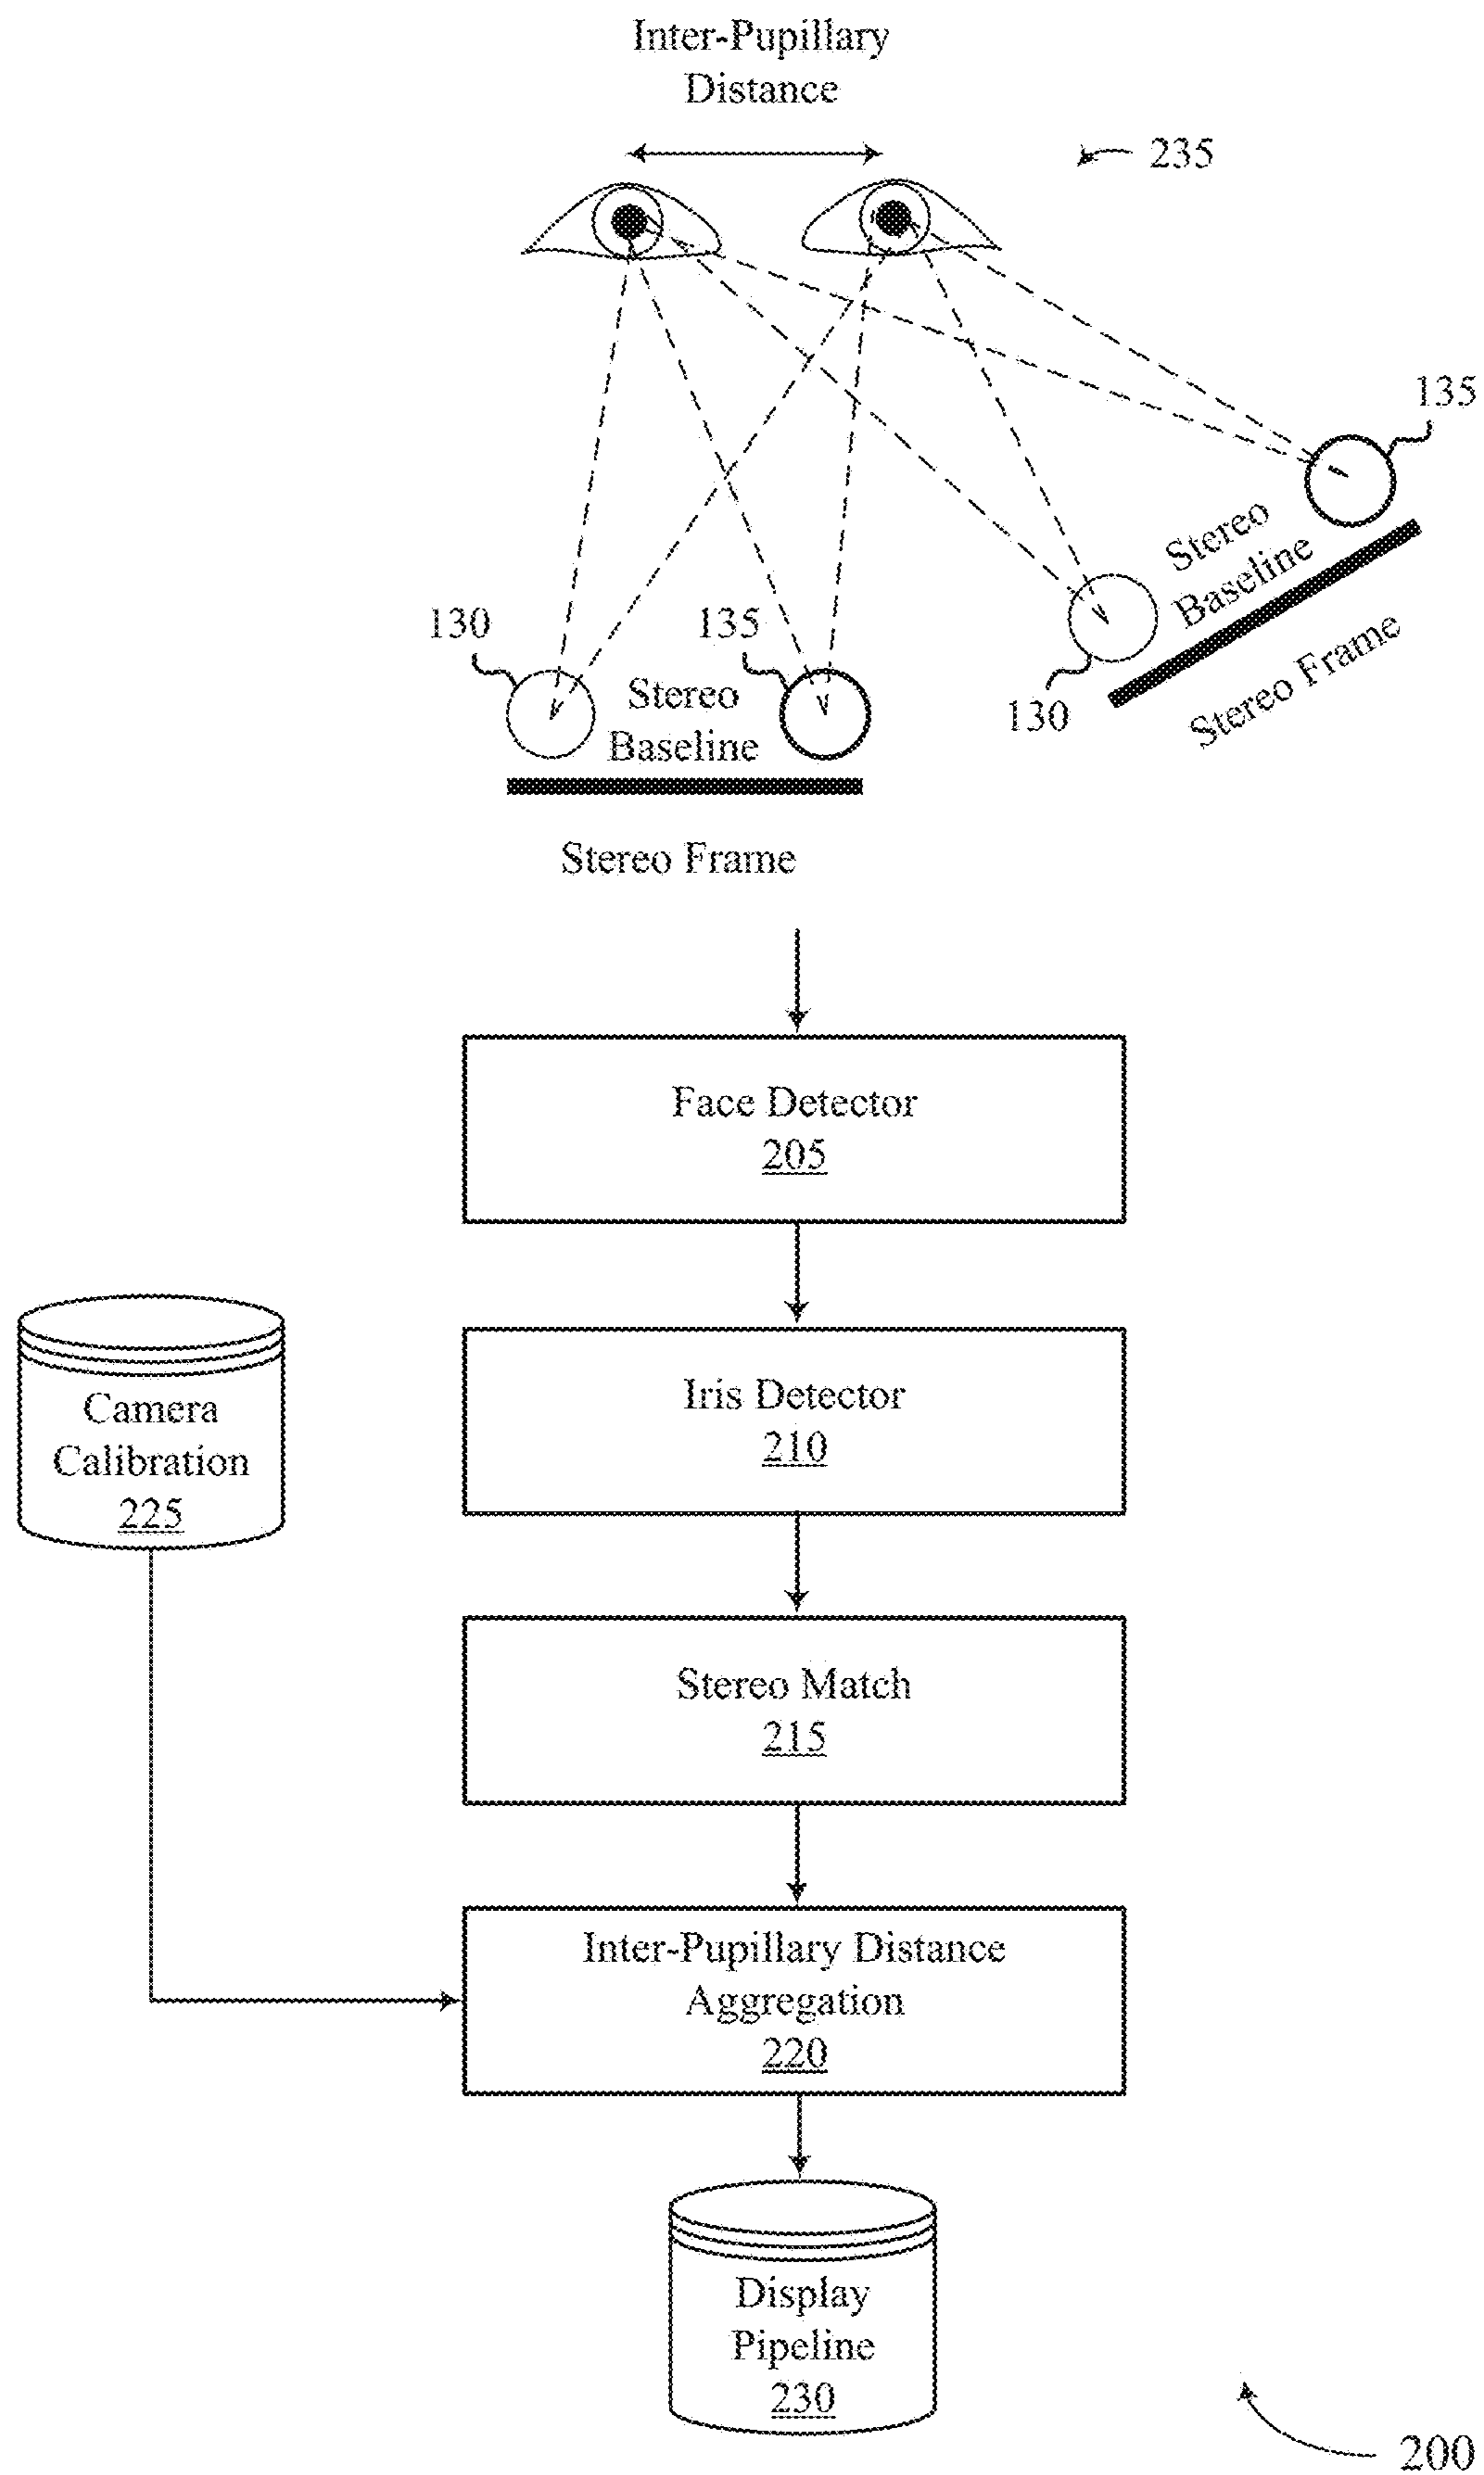 Inter-Pupillary
Distance
235
135
130
135
Stereo
Baseline
Stereo
Baseline
130
Stereo Frame
Stereo Frame
Face Detector
205
Iris Detector
210
Camera
Calibration
225
Stereo Match
215
Inter-Pupillary Distance
Aggregation
220
Display
Pipeline
230
200